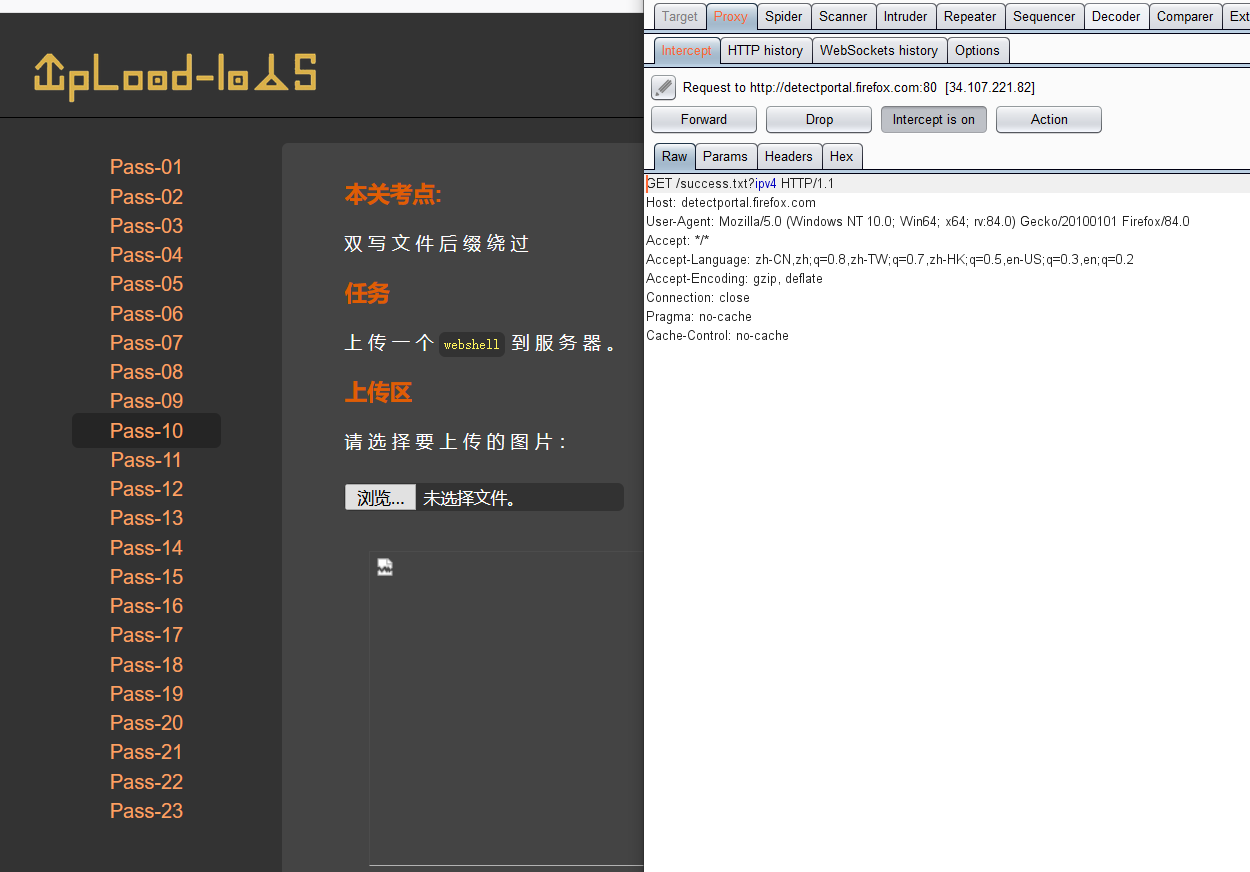 UpLoad-labS
Pass-01
Pass-02
Pass-03
Pass-04
Pass-05
Pass-06
Pass-07
Pass-08
Pass-09
Pass-10
Pass-11
Pass-12
Pass-13
Pass-14
Pass-15
Pass-16
Pass-17
Pass-18
Pass-19
Pass-20
Pass-21
Pass-22
Pass-23
本关考点:
双写文件后缀绕过
任务
上传一个 webshell 到服务器。
上传区
请选择要上传的图片：
浏览... 未选择文件。
Target Proxy Spider Scanner Intruder Repeater Sequencer Decoder Comparer Ext
Intercept HTTP history WebSockets history Options
Request to http://detectportal.firefox.com:80 [34.107.221.82]
Forward Drop Intercept is on Action
Raw Params Headers Hex
GET /success.txt?ipv4 HTTP/1.1
Host: detectportal.firefox.com
User-Agent: Mozilla/5.0 (Windows NT 10.0; Win64; x64; rv:84.0) Gecko/20100101 Firefox/84.0
Accept: */*
Accept-Language: zh-CN,zh;q=0.8,zh-TW;q=0.7,zh-HK;q=0.5,en-US;q=0.3,en;q=0.2
Accept-Encoding: gzip, deflate
Connection: close
Pragma: no-cache
Cache-Control: no-cache